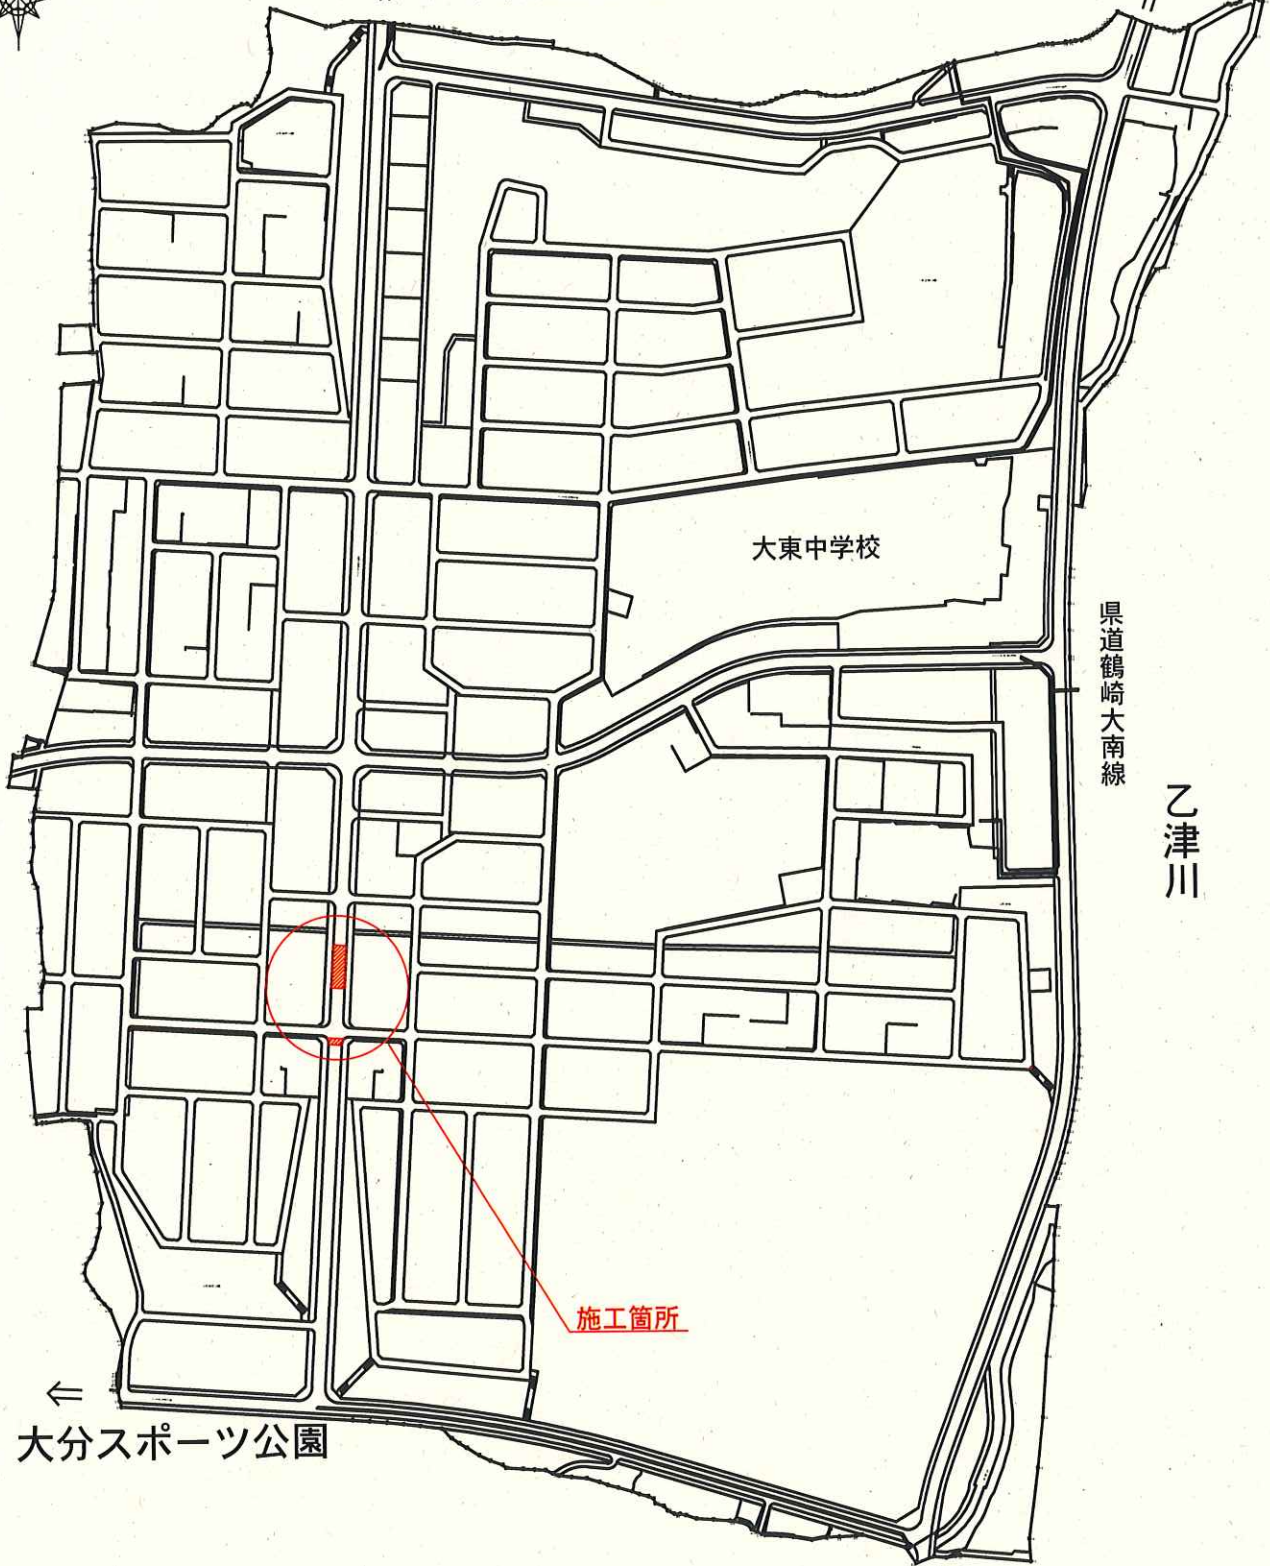 大東中学校
県道鶴崎大南線
乙津川
施工箇所
⇐
大分スポーツ公園